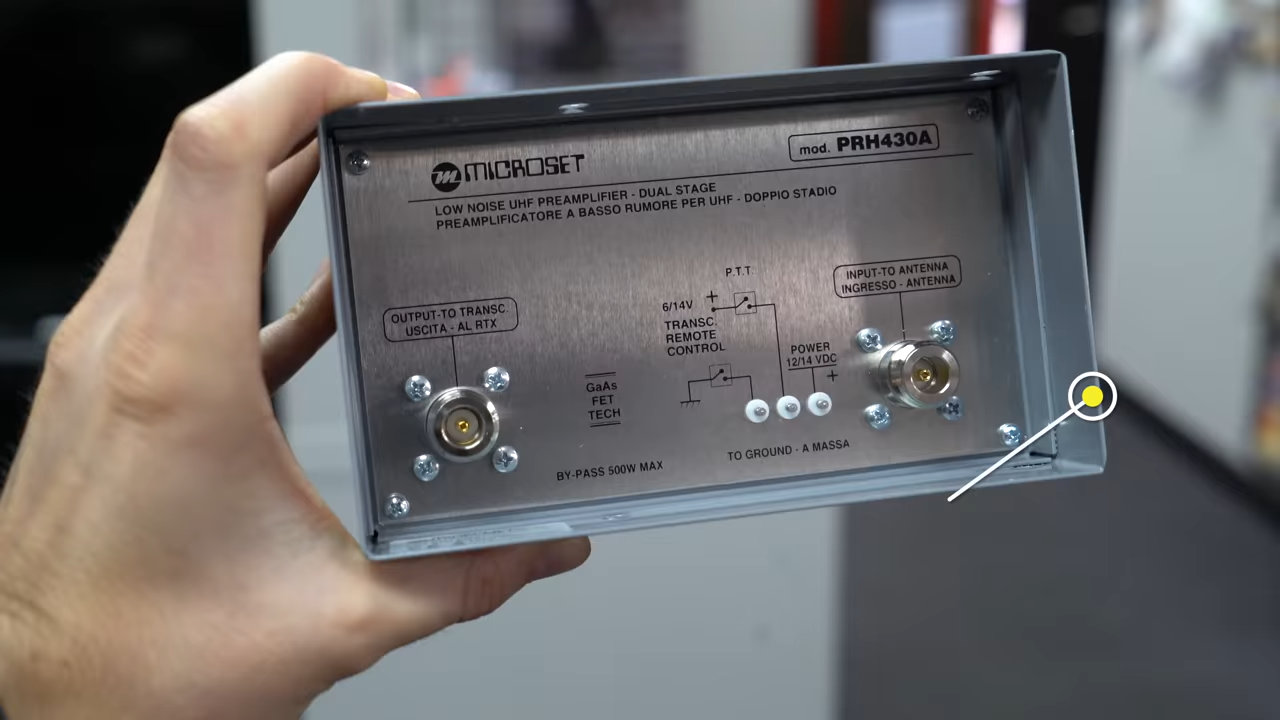 MICROSET
mod. PRH430A
LOW NOISE UHF PREAMPLIFIER - DUAL STAGE
PREAMPLIFICATORE A BASSO RUMORE PER UHF - DOPPIO STADIO
OUTPUT-TO TRANSC.
USCITA - AL RTX
GaAs
FET
TECH
BY-PASS 500W MAX
P.T.T.
6/14V +
TRANSC.
REMOTE
CONTROL
POWER
12/14 VDC
+
TO GROUND - A MASSA
INPUT-TO ANTENNA
INGRESSO - ANTENNA